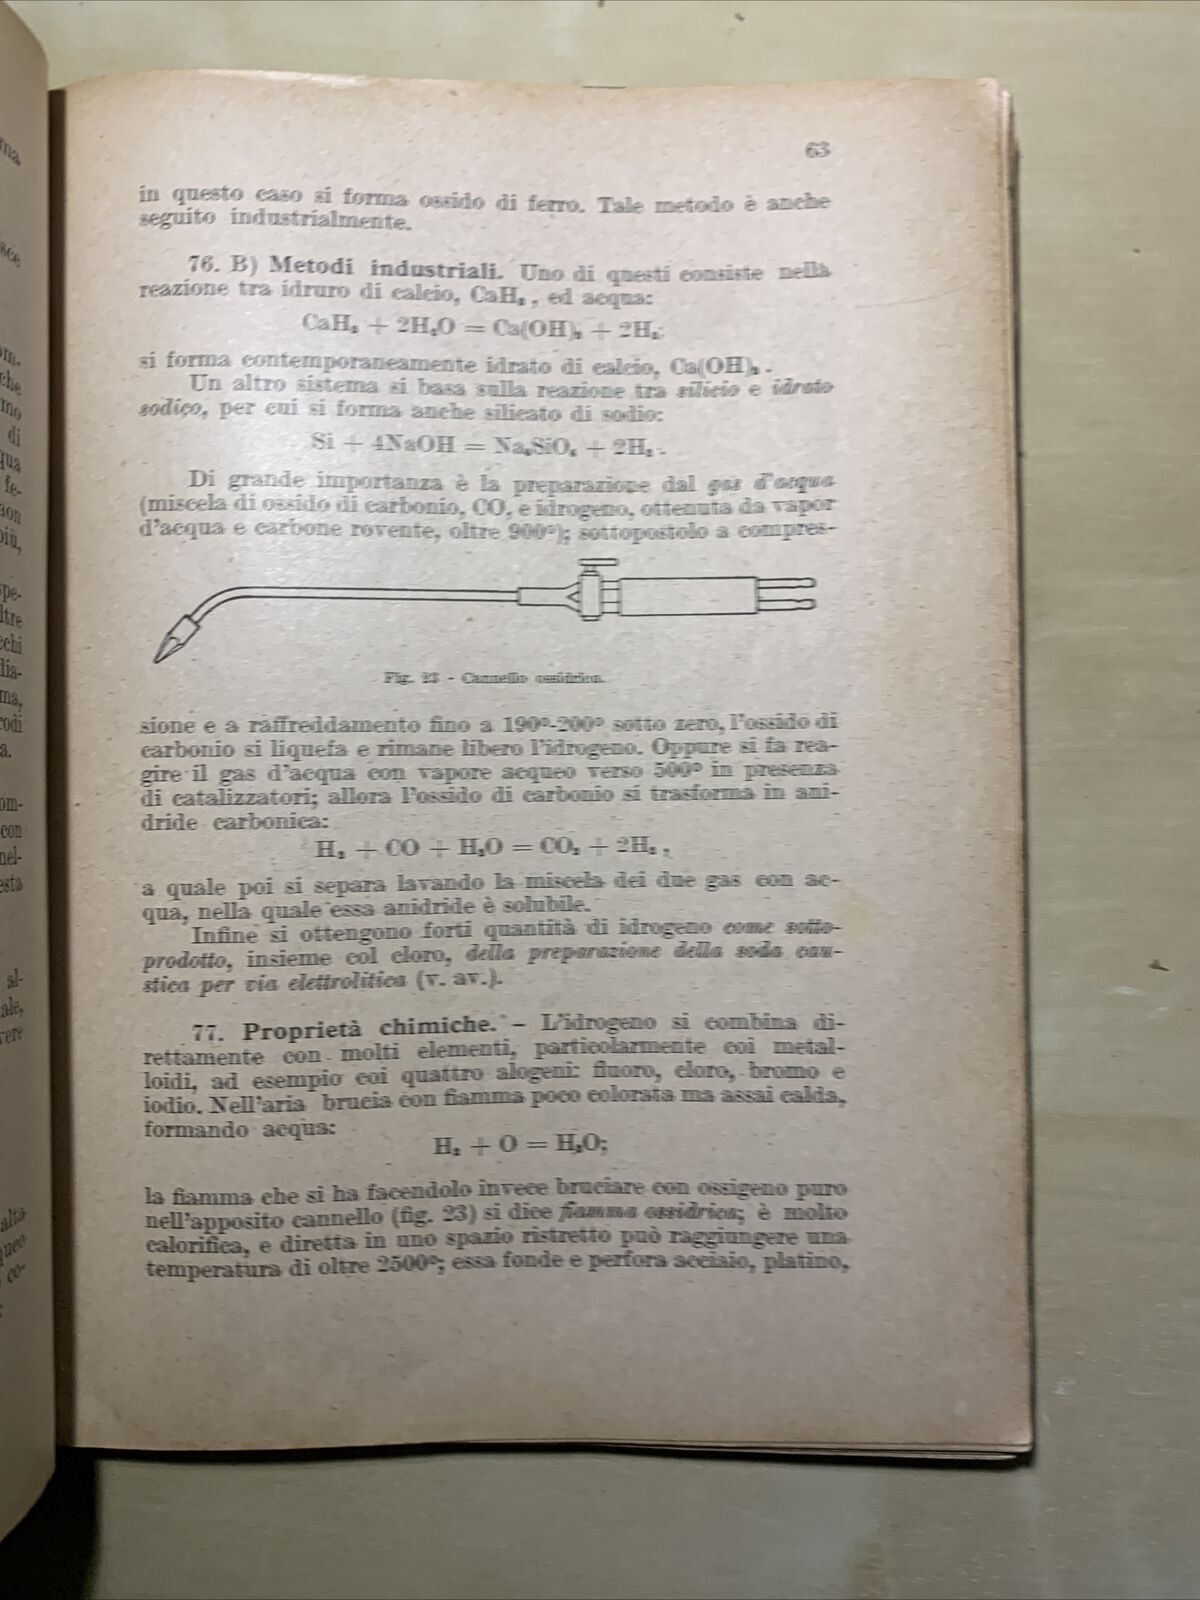 63
in questo caso si forma ossido di ferro. Tale metodo è anche
seguito industrialmente.
76. B) Metodi industriali. Uno di questi consiste nella
reazione tra idruro di calcio, CaH₂, ed acqua:
CaH₂ + 2H₂O = Ca(OH)₂ + 2H₂;
si forma contemporaneamente idrato di calcio, Ca(OH)₂.
Un altro sistema si basa sulla reazione tra silicio e idrato
sodico, per cui si forma anche silicato di sodio:
Si + 4NaOH = Na₄SiO₄ + 2H₂.
Di grande importanza è la preparazione dal gas d'acqua
(miscela di ossido di carbonio, CO, e idrogeno, ottenuta da vapor
d'acqua e carbone rovente, oltre 900°); sottopostolo a compres-
Fig. 23 - Cannello ossidrico.
sione e a raffreddamento fino a 190°-200° sotto zero, l'ossido di
carbonio si liquefa e rimane libero l'idrogeno. Oppure si fa rea-
gire il gas d'acqua con vapore acqueo verso 500° in presenza
di catalizzatori; allora l'ossido di carbonio si trasforma in ani-
dride carbonica:
H₂ + CO + H₂O = CO₂ + 2H₂,
a quale poi si separa lavando la miscela dei due gas con ac-
qua, nella quale essa anidride è solubile.
Infine si ottengono forti quantità di idrogeno come sotto-
prodotto, insieme col cloro, della preparazione della soda cau-
stica per via elettrolitica (v. av.).
77. Proprietà chimiche. - L'idrogeno si combina di-
rettamente con molti elementi, particolarmente coi metal-
loidi, ad esempio coi quattro alogeni: fluoro, cloro, bromo e
iodio. Nell'aria brucia con fiamma poco colorata ma assai calda,
formando acqua:
H₂ + O = H₂O;
la fiamma che si ha facendolo invece bruciare con ossigeno puro
nell'apposito cannello (fig. 23) si dice fiamma ossidrica; è molto
calorifica, e diretta in uno spazio ristretto può raggiungere una
temperatura di oltre 2500°; essa fonde e perfora acciaio, platino,